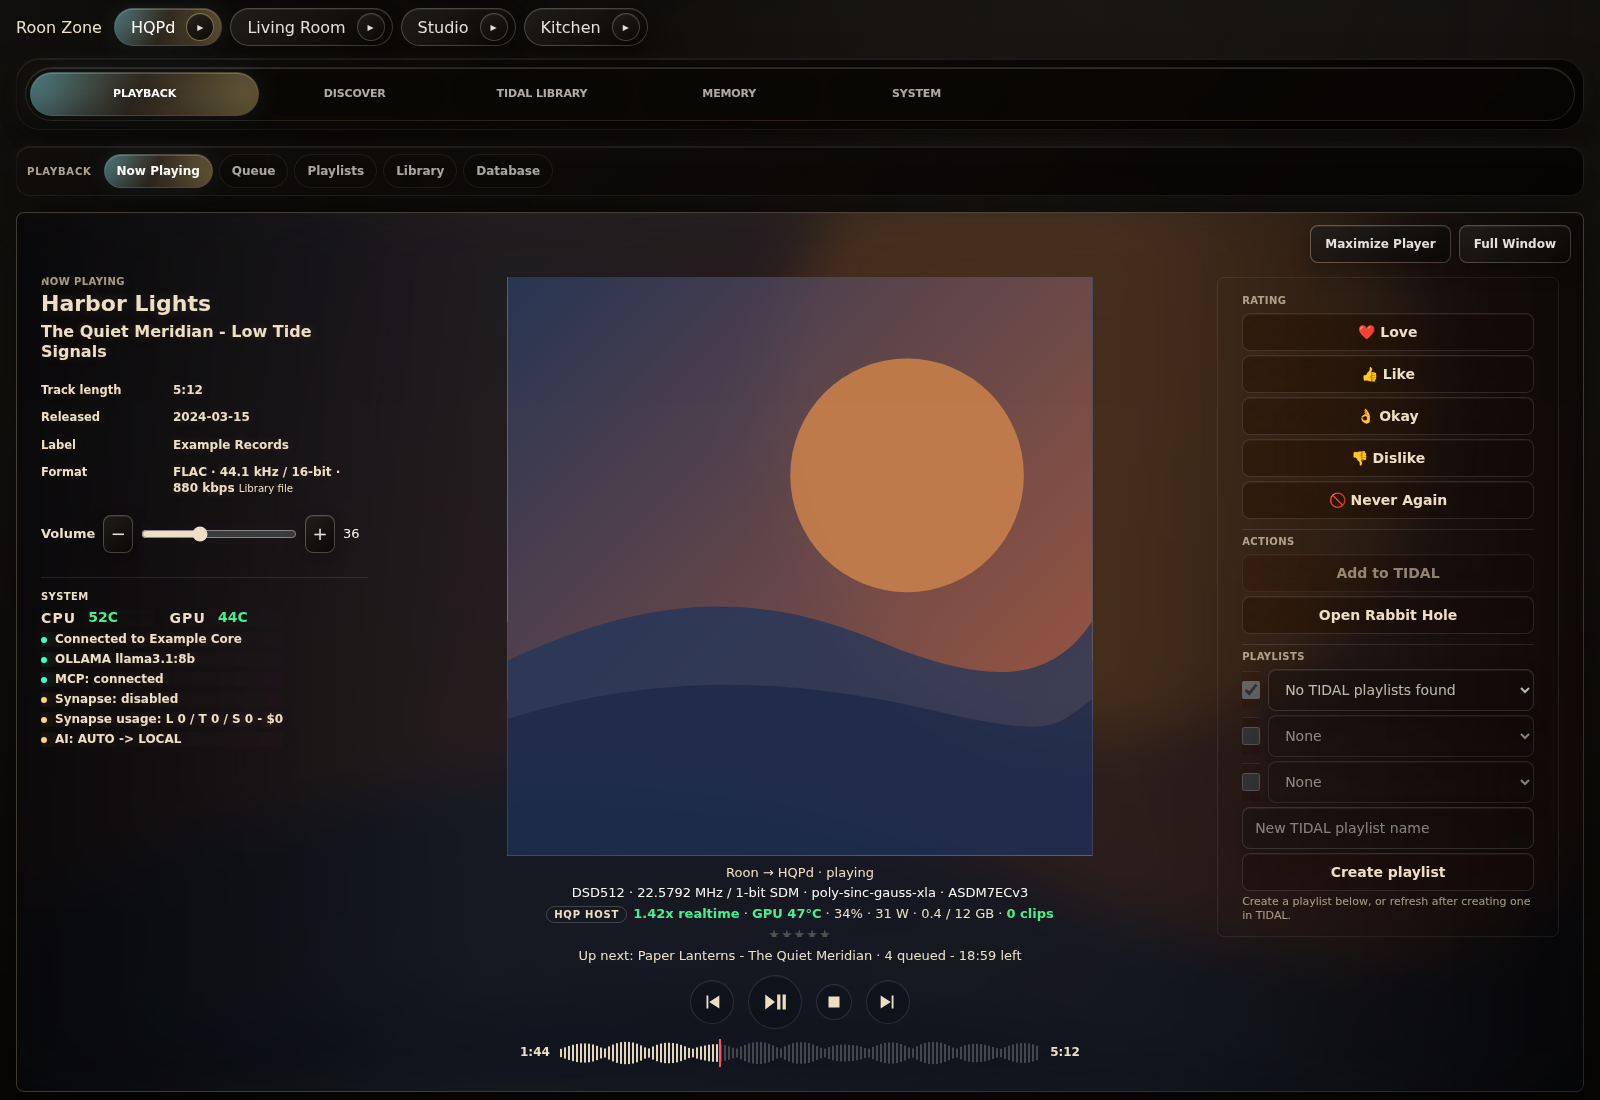 Roon Zone HQPd Living Room Studio Kitchen
PLAYBACK DISCOVER TIDAL LIBRARY MEMORY SYSTEM
PLAYBACK Now Playing Queue Playlists Library Database
Maximize Player Full Window
NOW PLAYING
Harbor Lights
The Quiet Meridian - Low Tide
Signals
Track length 5:12
Released 2024-03-15
Label Example Records
Format FLAC · 44.1 kHz / 16-bit ·
880 kbps Library file
Volume − + 36
SYSTEM
CPU 52C GPU 44C
Connected to Example Core
OLLAMA llama3.1:8b
MCP: connected
Synapse: disabled
Synapse usage: L 0 / T 0 / S 0 - $0
AI: AUTO -> LOCAL
Roon → HQPd · playing
DSD512 · 22.5792 MHz / 1-bit SDM · poly-sinc-gauss-xla · ASDM7ECv3
HQP HOST 1.42x realtime · GPU 47°C · 34% · 31 W · 0.4 / 12 GB · 0 clips
★★★★★
Up next: Paper Lanterns - The Quiet Meridian · 4 queued - 18:59 left
1:44 5:12
RATING
❤️ Love
👍 Like
👌 Okay
👎 Dislike
🚫 Never Again
ACTIONS
Add to TIDAL
Open Rabbit Hole
PLAYLISTS
No TIDAL playlists found
None
None
New TIDAL playlist name
Create playlist
Create a playlist below, or refresh after creating one
in TIDAL.